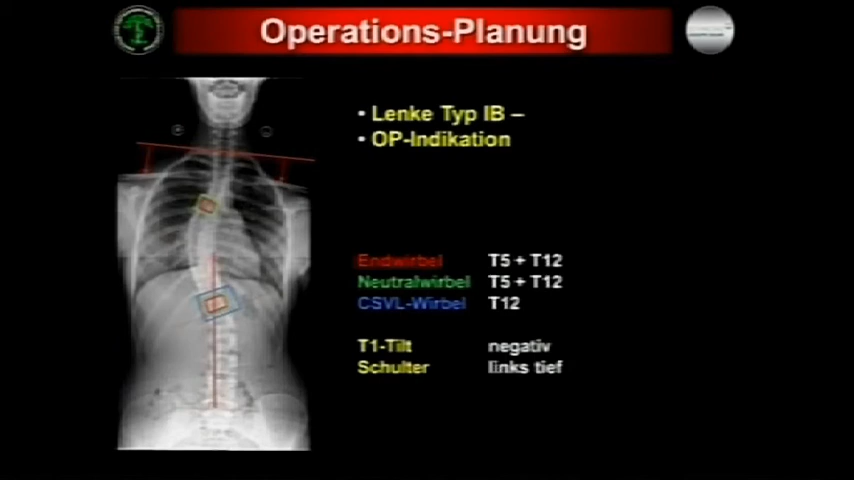 Operations-Planung
• Lenke Typ IB –
• OP-Indikation
Endwirbel T5 + T12
Neutralwirbel T5 + T12
CSVL-Wirbel T12
T1-Tilt negativ
Schulter links tief